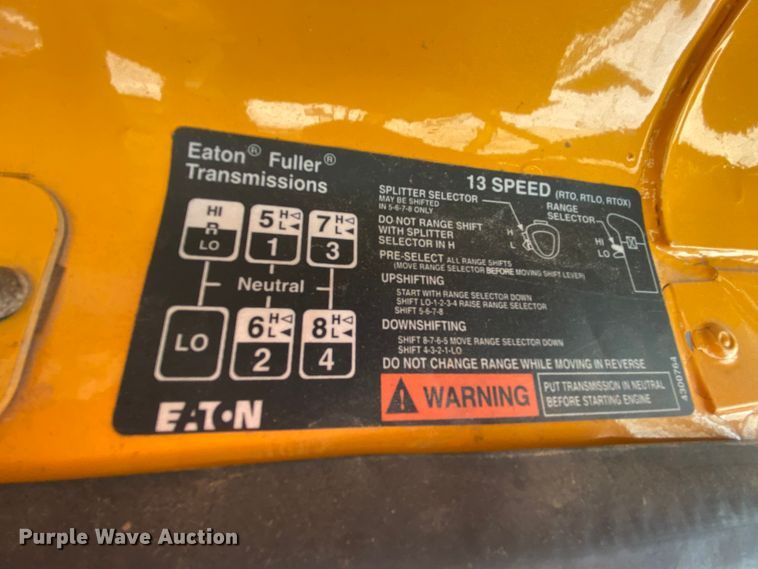 Eaton® Fuller®
Transmissions
HI
R
LO
5 H
L
1
7 H
L
3
Neutral
LO
6 H
L
2
8 H
L
4
EATON
13 SPEED (RTO, RTLO, RTOX)
SPLITTER SELECTOR
MAY BE SHIFTED
IN 5-6-7-8 ONLY
RANGE
SELECTOR
DO NOT RANGE SHIFT
WITH SPLITTER
SELECTOR IN H
H
L
HI
LO
PRE-SELECT ALL RANGE SHIFTS
(MOVE RANGE SELECTOR BEFORE MOVING SHIFT LEVER)
UPSHIFTING
START WITH RANGE SELECTOR DOWN
SHIFT LO-1-2-3-4 RAISE RANGE SELECTOR
SHIFT 5-6-7-8
DOWNSHIFTING
SHIFT 8-7-6-5 MOVE RANGE SELECTOR DOWN
SHIFT 4-3-2-1-LO
DO NOT CHANGE RANGE WHILE MOVING IN REVERSE
WARNING
PUT TRANSMISSION IN NEUTRAL
BEFORE STARTING ENGINE
4300764
Purple Wave Auction